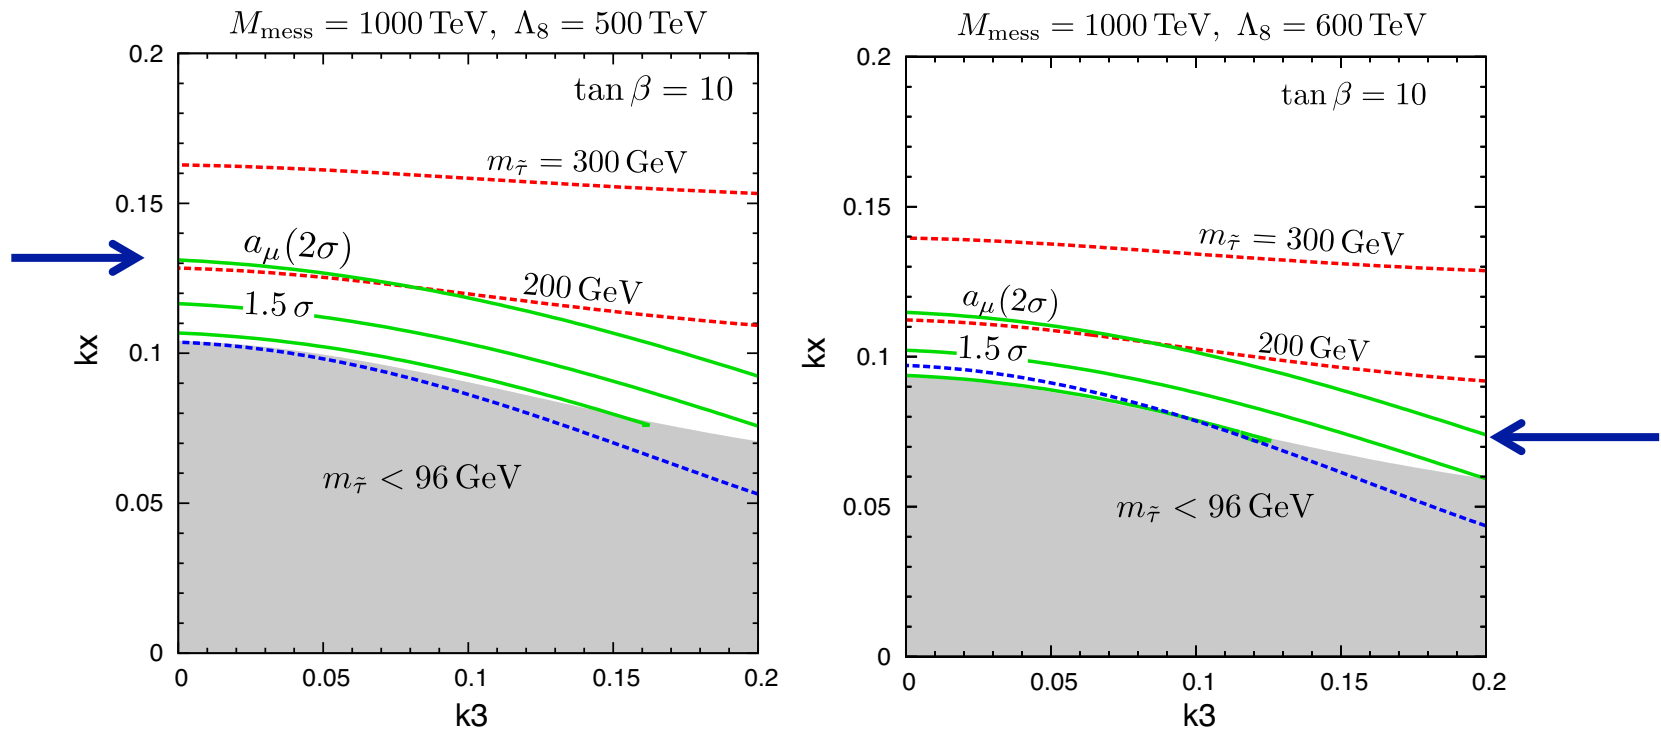 M_mess = 1000 TeV, Λ_8 = 500 TeV
tan β = 10
m_τ̃ = 300 GeV
a_μ(2σ)
200 GeV
1.5 σ
m_τ̃ < 96 GeV
0.2
0.15
0.1
0.05
0
kx
0 0.05 0.1 0.15 0.2
k3
M_mess = 1000 TeV, Λ_8 = 600 TeV
tan β = 10
m_τ̃ = 300 GeV
a_μ(2σ)
200 GeV
1.5 σ
m_τ̃ < 96 GeV
0.2
0.15
0.1
0.05
0
kx
0 0.05 0.1 0.15 0.2
k3